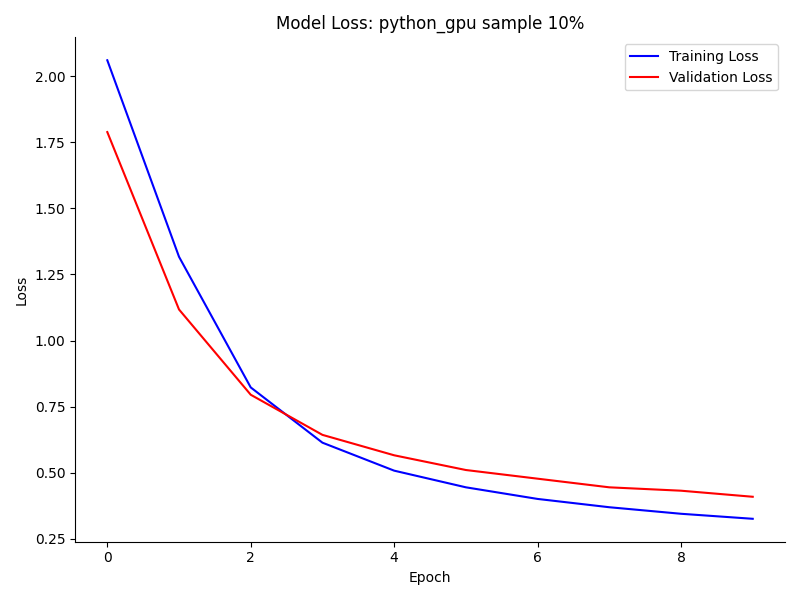 Model Loss: python_gpu sample 10%
Training Loss
Validation Loss
2.00
1.75
1.50
1.25
1.00
0.75
0.50
0.25
Loss
0 2 4 6 8
Epoch